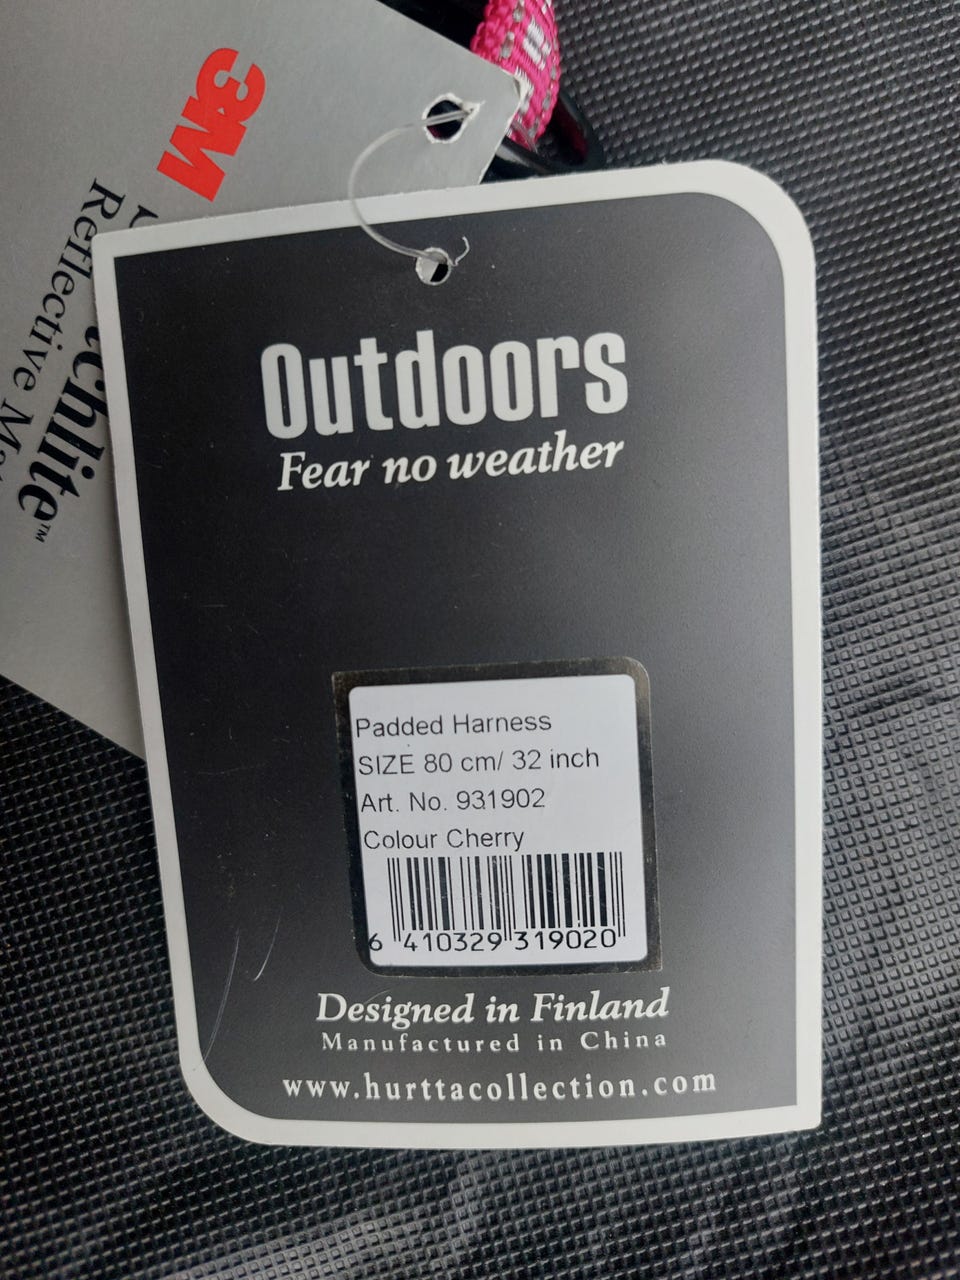 3M
Reflective
Outdoors
Fear no weather
Padded Harness
SIZE 80 cm/ 32 inch
Art. No. 931902
Colour Cherry
6 410329 319020
Designed in Finland
Manufactured in China
www.hurttacollection.com